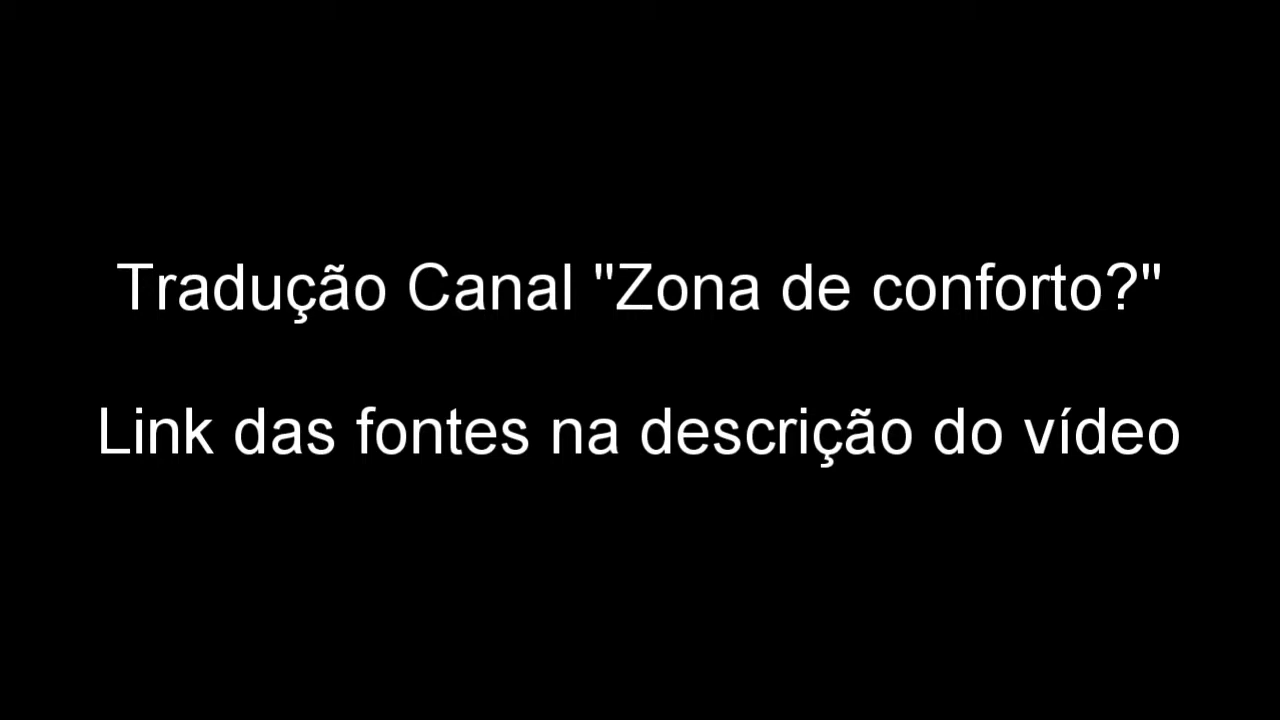 Tradução Canal "Zona de conforto?"
Link das fontes na descrição do vídeo